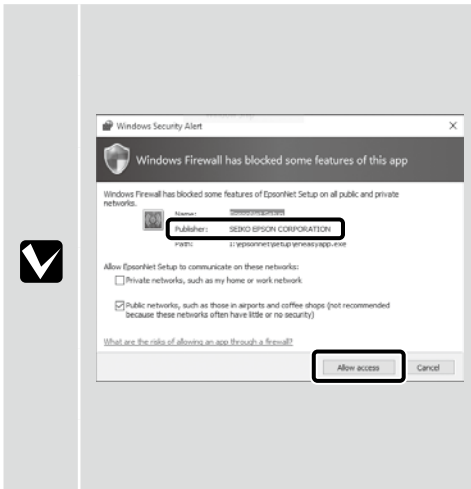 Windows Security Alert
Windows Firewall has blocked some features of this app
Windows Firewall has blocked some features of EpsonNet Setup on all public and private
networks.
Name:
Publisher: SEIKO EPSON CORPORATION
Path: I:\epsonnet\setup\eneasyapp.exe
Allow EpsonNet Setup to communicate on these networks:
Private networks, such as my home or work network
Public networks, such as those in airports and coffee shops (not recommended
because these networks often have little or no security)
What are the risks of allowing an app through a firewall?
Allow access Cancel